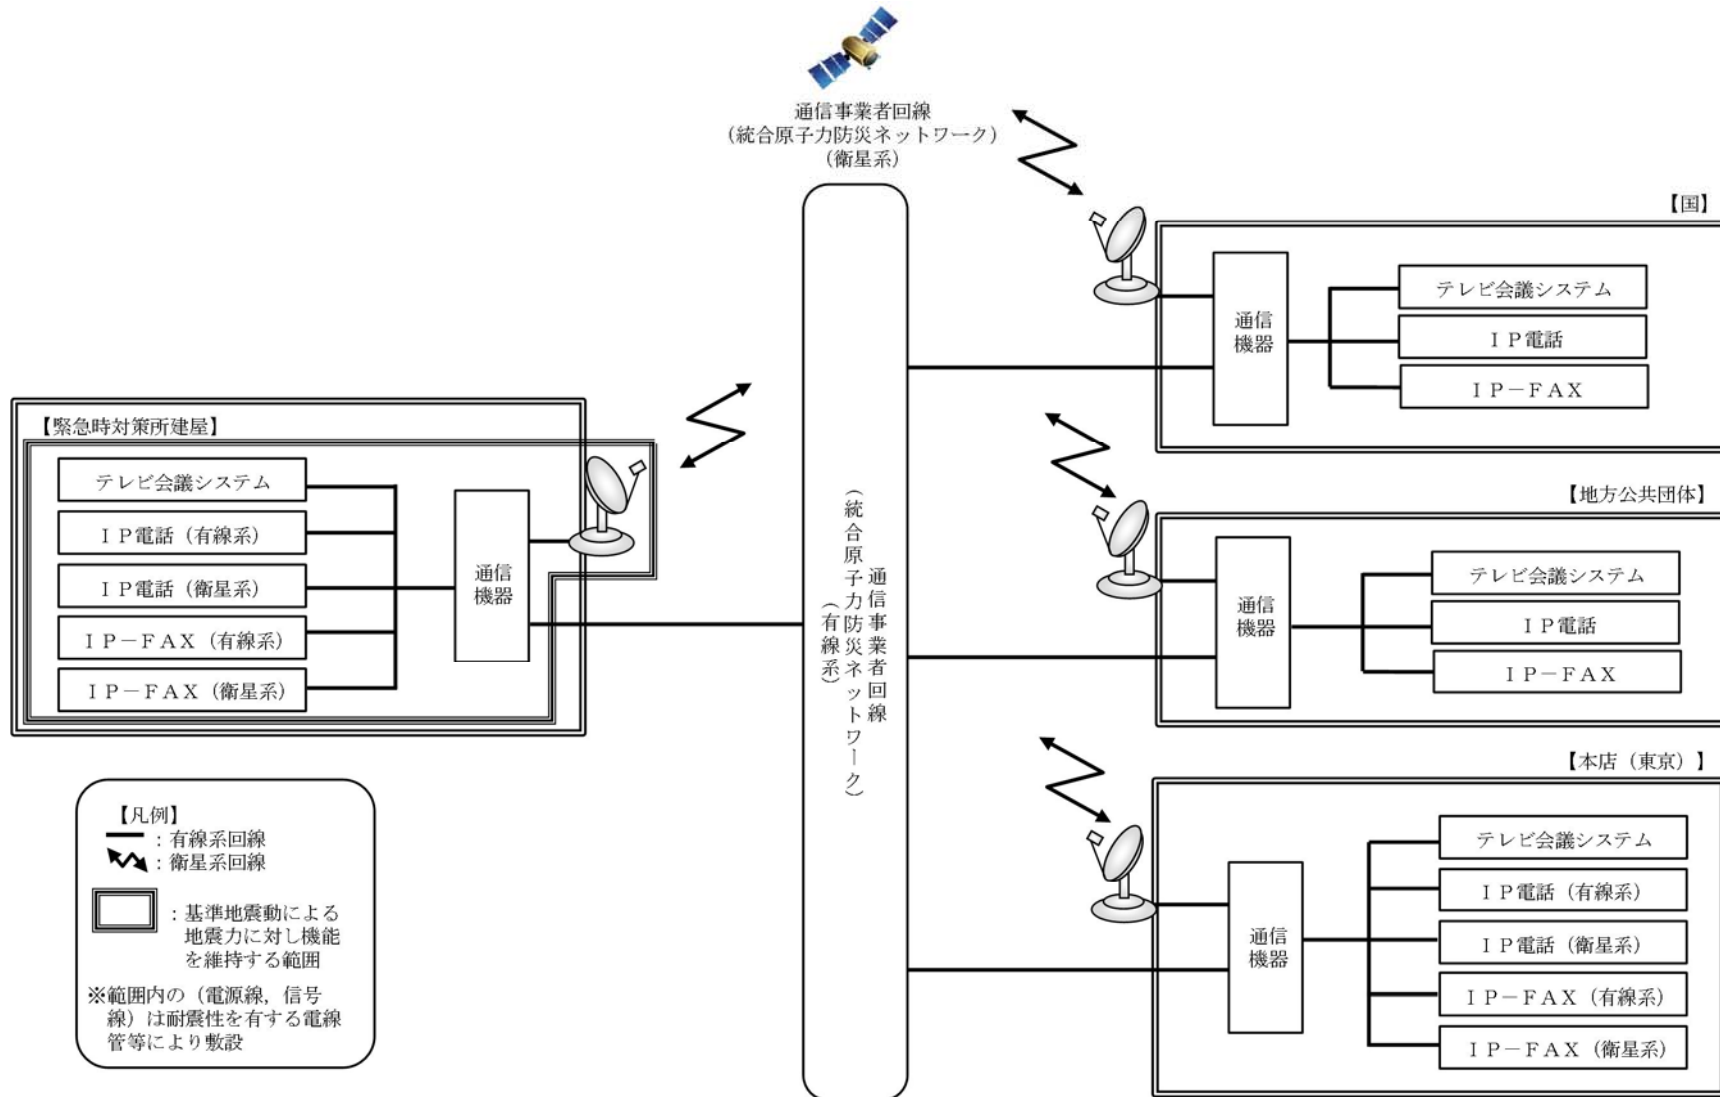 通信事業者回線
(統合原子力防災ネットワーク)
(衛星系)
【国】
通信
機器
テレビ会議システム
ＩＰ電話
ＩＰ－ＦＡＸ
【緊急時対策所建屋】
テレビ会議システム
ＩＰ電話（有線系）
ＩＰ電話（衛星系）
ＩＰ－ＦＡＸ（有線系）
ＩＰ－ＦＡＸ（衛星系）
通信
機器
通信事業者回線
（統合原子力防災ネットワーク）
（有線系）
【地方公共団体】
通信
機器
テレビ会議システム
ＩＰ電話
ＩＰ－ＦＡＸ
【本店（東京）】
通信
機器
テレビ会議システム
ＩＰ電話（有線系）
ＩＰ電話（衛星系）
ＩＰ－ＦＡＸ（有線系）
ＩＰ－ＦＡＸ（衛星系）
【凡例】
：有線系回線
：衛星系回線
：基準地震動による
地震力に対し機能
を維持する範囲
※範囲内の（電源線，信号
線）は耐震性を有する電線
管等により敷設